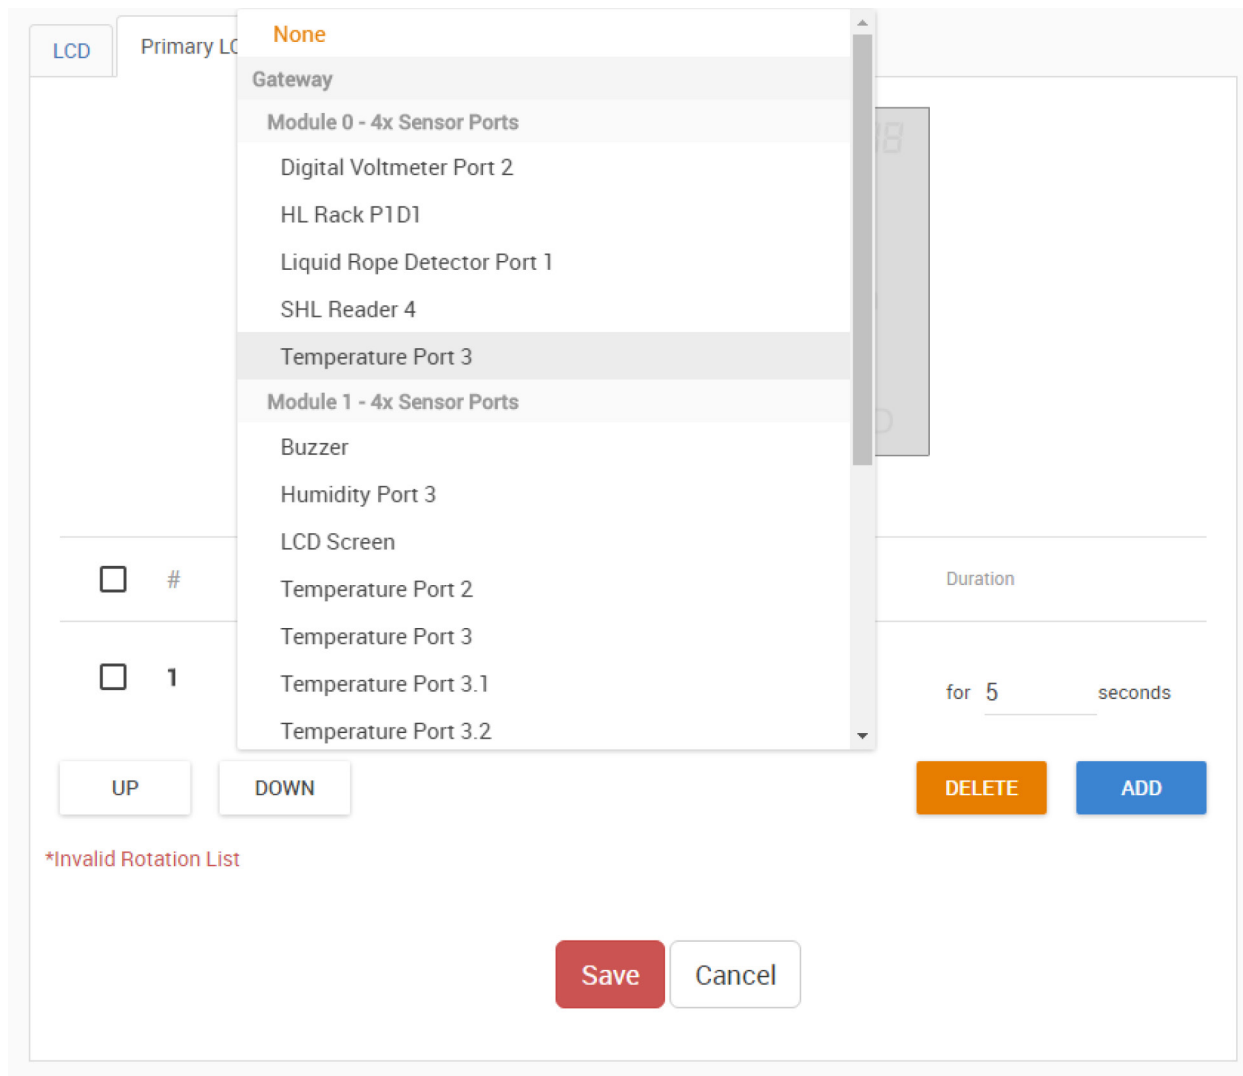 LCD
Primary LC
None
Gateway
Module 0 - 4x Sensor Ports
Digital Voltmeter Port 2
HL Rack P1D1
Liquid Rope Detector Port 1
SHL Reader 4
Temperature Port 3
Module 1 - 4x Sensor Ports
Buzzer
Humidity Port 3
LCD Screen
Temperature Port 2
Temperature Port 3
Temperature Port 3.1
Temperature Port 3.2
# Duration
1 for 5 seconds
UP DOWN DELETE ADD
*Invalid Rotation List
Save Cancel